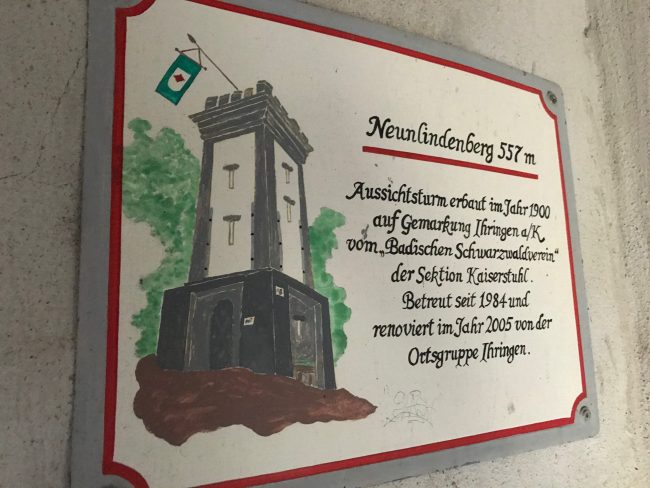 Neunlindenberg 557 m
Aussichtsturm erbaut im Jahr 1900
auf Gemarkung Ihringen a/K
vom „Badischen Schwarzwaldverein"
der Sektion Kaiserstuhl.
Betreut seit 1984 und
renoviert im Jahr 2005 von der
Ortsgruppe Ihringen.